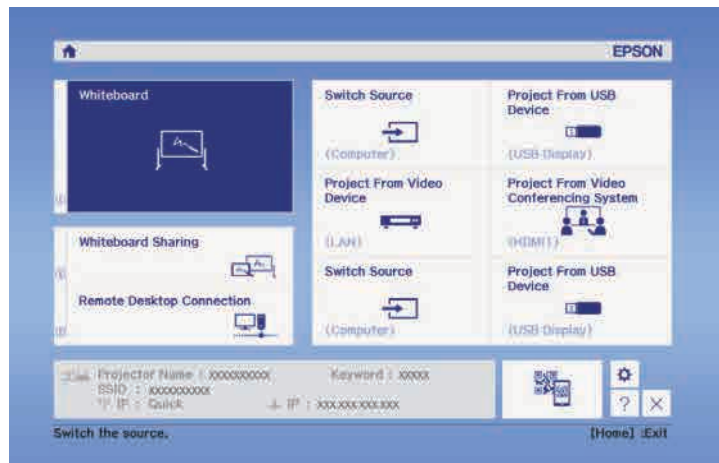 EPSON
Whiteboard
Switch Source
(Computer)
Project From USB
Device
(USB Display)
Project From Video
Device
(LAN)
Project From Video
Conferencing System
(HDMI1)
Whiteboard Sharing
Remote Desktop Connection
Switch Source
(Computer)
Project From USB
Device
(USB Display)
Projector Name : xxxxxxxxxx Keyword : xxxxx
SSID : xxxxxxxxxx
IP : Quick IP : xxx.xxx.xxx.xxx
?
Switch the source.
[Home] :Exit